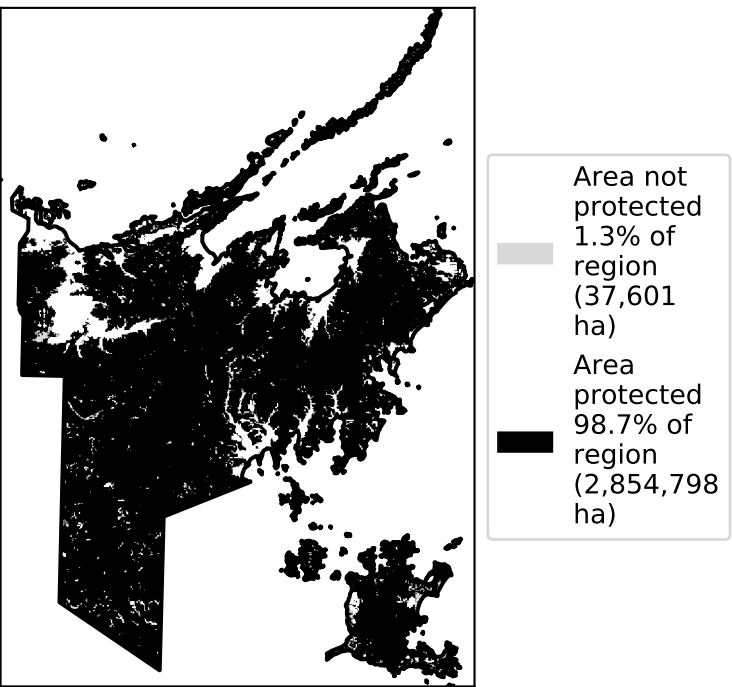 Area not
protected
1.3% of
region
(37,601
ha)
Area
protected
98.7% of
region
(2,854,798
ha)